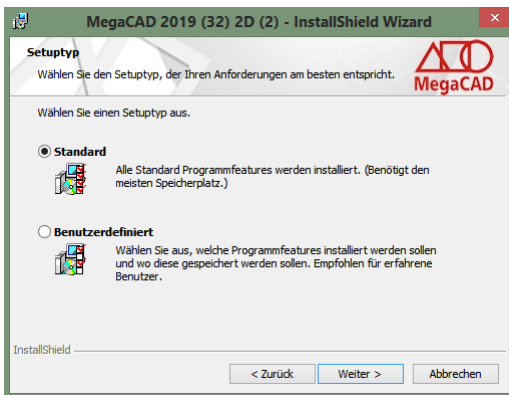 MegaCAD 2019 (32) 2D (2) - InstallShield Wizard
Setuptyp
Wählen Sie den Setuptyp, der Ihren Anforderungen am besten entspricht.
MegaCAD
Wählen Sie einen Setuptyp aus.
Standard
Alle Standard Programmfeatures werden installiert. (Benötigt den
meisten Speicherplatz.)
Benutzerdefiniert
Wählen Sie aus, welche Programmfeatures installiert werden sollen
und wo diese gespeichert werden sollen. Empfohlen für erfahrene
Benutzer.
InstallShield
< Zurück Weiter > Abbrechen